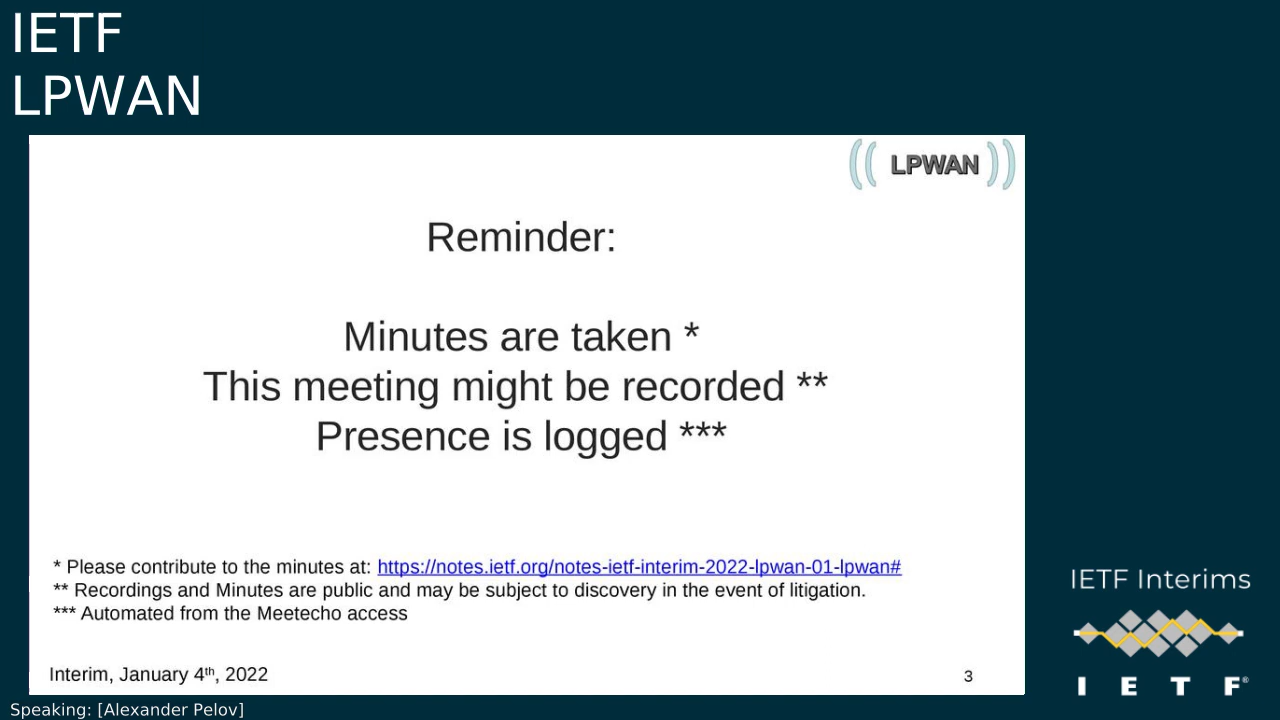 IETF
LPWAN
LPWAN
Reminder:
Minutes are taken *
This meeting might be recorded **
Presence is logged ***
* Please contribute to the minutes at: https://notes.ietf.org/notes-ietf-interim-2022-lpwan-01-lpwan#
** Recordings and Minutes are public and may be subject to discovery in the event of litigation.
*** Automated from the Meetecho access
Interim, January 4th, 2022
3
IETF Interims
I E T F®
Speaking: [Alexander Pelov]